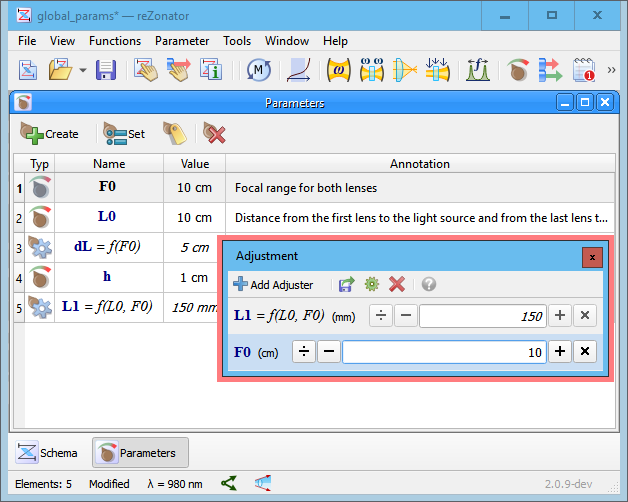 global_params* — reZonator
File View Functions Parameter Tools Window Help
Parameters
Create Set
Typ Name Value Annotation
1 F0 10 cm Focal range for both lenses
2 L0 10 cm Distance from the first lens to the light source and from the last lens t...
3 dL = f(F0) 5 cm
4 h 1 cm
5 L1 = f(L0, F0) 150 mm
Adjustment
x
Add Adjuster
L1 = f(L0, F0) (mm) ÷ − 150 + ×
F0 (cm) ÷ − 10 + ×
Schema Parameters
Elements: 5 Modified λ = 980 nm 2.0.9-dev